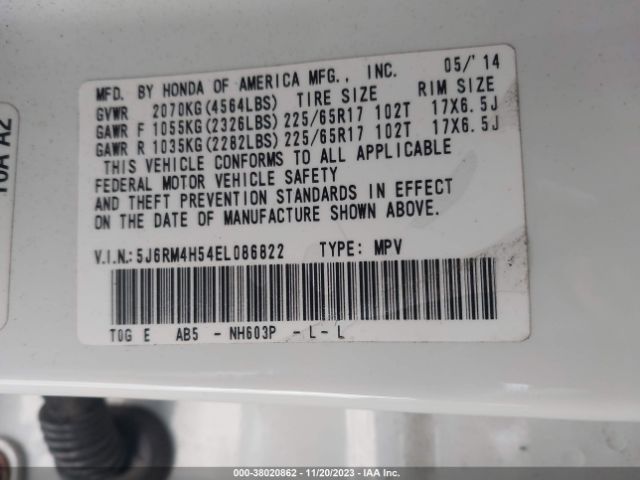 MFD. BY HONDA OF AMERICA MFG., INC. 05/'14
GVWR 2070KG(4564LBS) TIRE SIZE RIM SIZE
GAWR F 1055KG(2326LBS) 225/65R17 102T 17X6.5J
GAWR R 1035KG(2282LBS) 225/65R17 102T 17X6.5J
THIS VEHICLE CONFORMS TO ALL APPLICABLE
FEDERAL MOTOR VEHICLE SAFETY
AND THEFT PREVENTION STANDARDS IN EFFECT
ON THE DATE OF MANUFACTURE SHOWN ABOVE.
V.I.N.:5J6RM4H54EL086822 TYPE: MPV
T0G E AB5 - NH603P - L - L
000-38020862 - 11/20/2023 - IAA Inc.